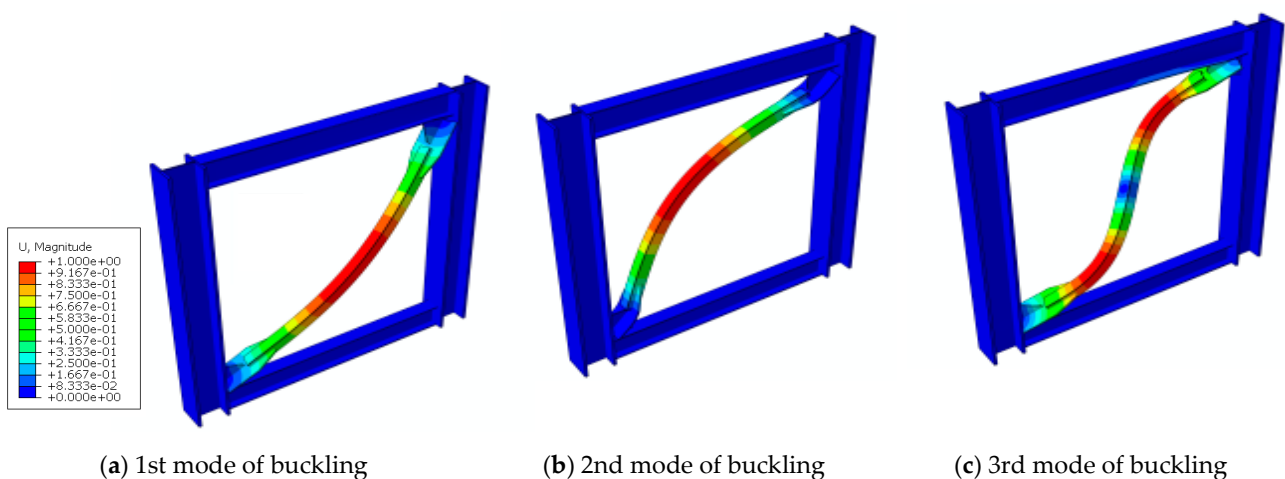 U, Magnitude
+1.000e+00
+9.167e-01
+8.333e-01
+7.500e-01
+6.667e-01
+5.833e-01
+5.000e-01
+4.167e-01
+3.333e-01
+2.500e-01
+1.667e-01
+8.333e-02
+0.000e+00
(a) 1st mode of buckling
(b) 2nd mode of buckling
(c) 3rd mode of buckling